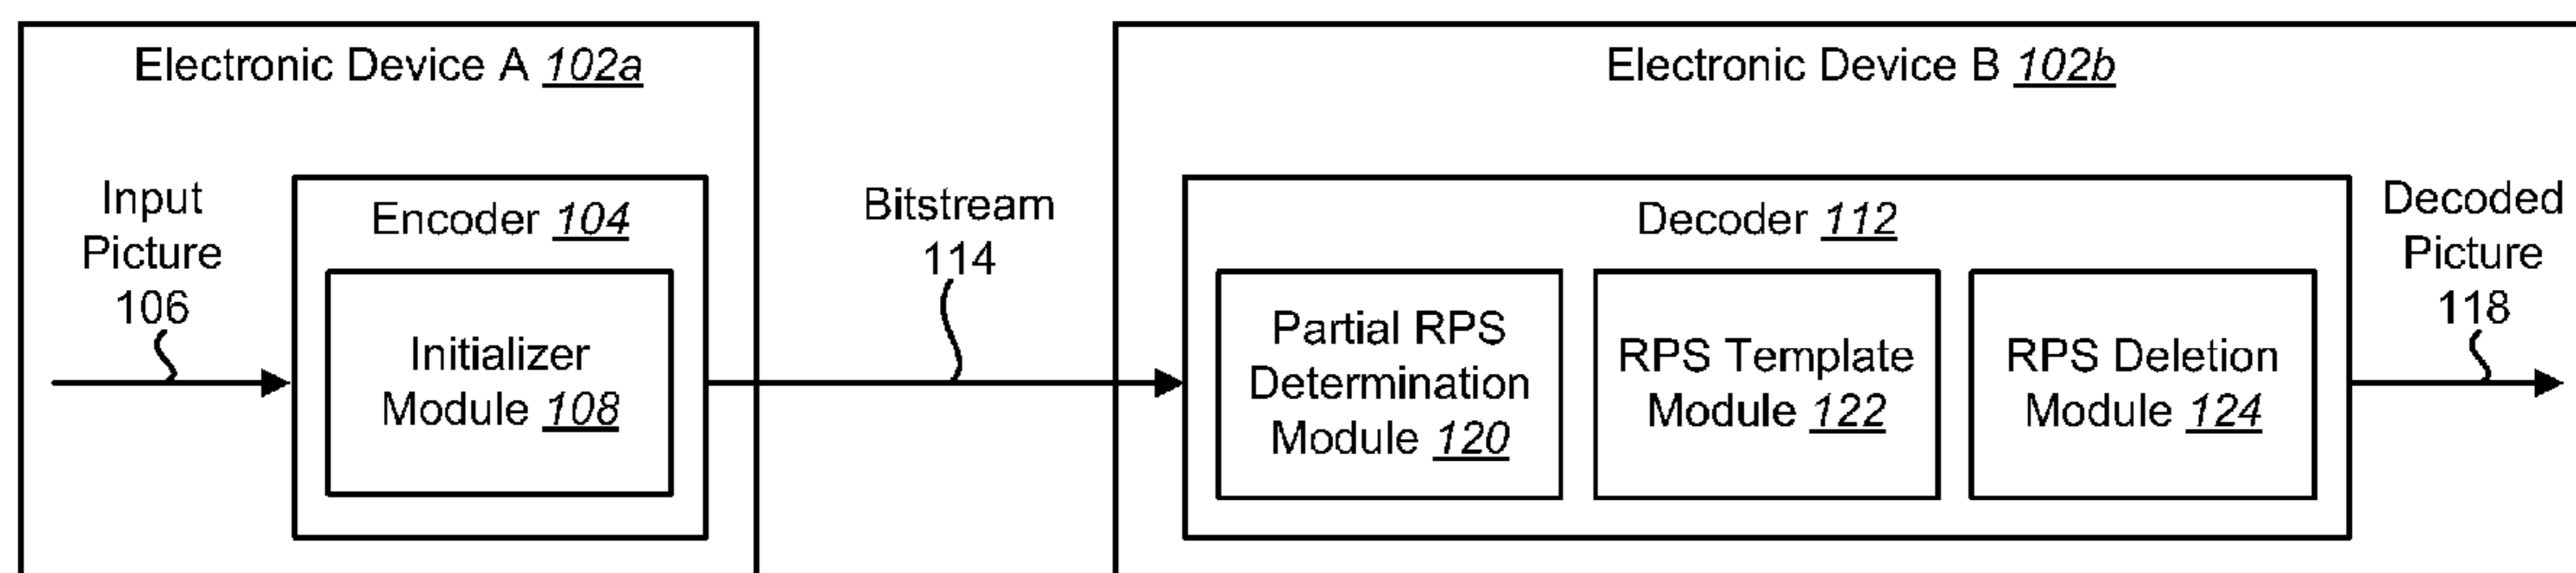 Electronic Device A 102a
Electronic Device B 102b
Input
Picture
106
Encoder 104
Initializer
Module 108
Bitstream
114
Decoder 112
Partial RPS
Determination
Module 120
RPS Template
Module 122
RPS Deletion
Module 124
Decoded
Picture
118